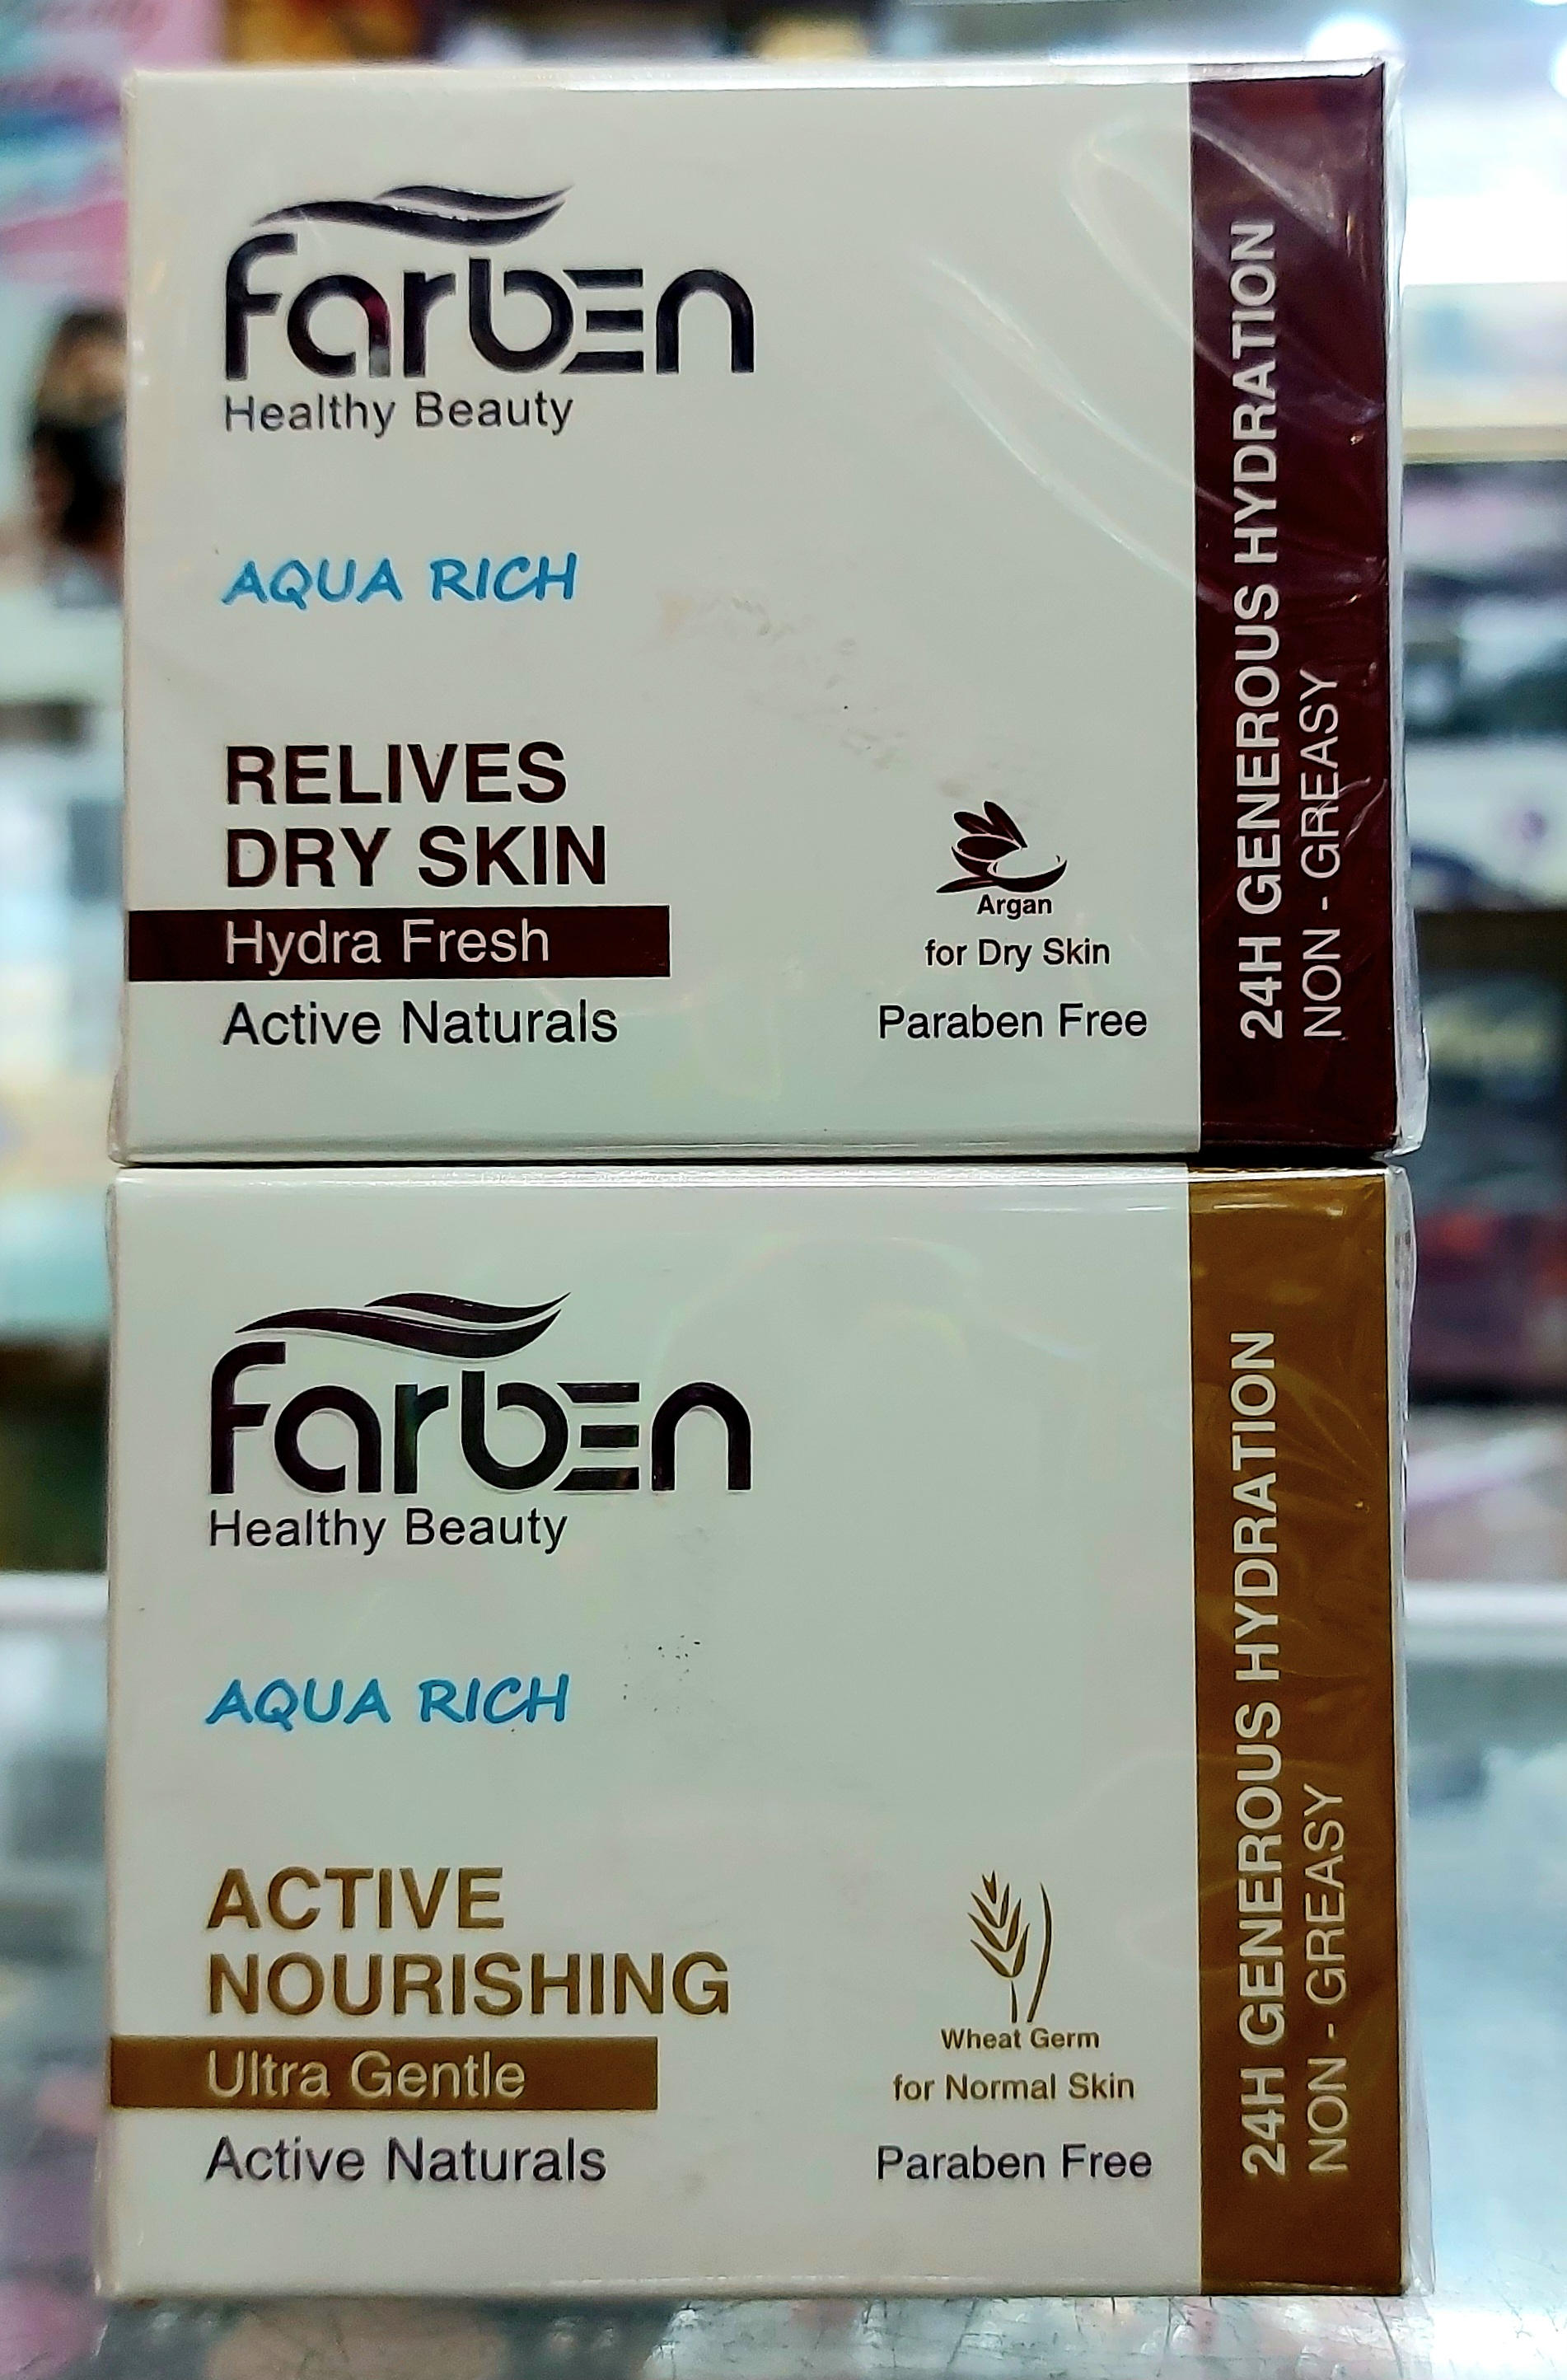 farben
Healthy Beauty
AQUA RICH
RELIVES
DRY SKIN
Hydra Fresh
Active Naturals
Argan
for Dry Skin
Paraben Free
24H GENEROUS HYDRATION
NON - GREASY
farben
Healthy Beauty
AQUA RICH
ACTIVE
NOURISHING
Ultra Gentle
Active Naturals
Wheat Germ
for Normal Skin
Paraben Free
24H GENEROUS HYDRATION
NON - GREASY